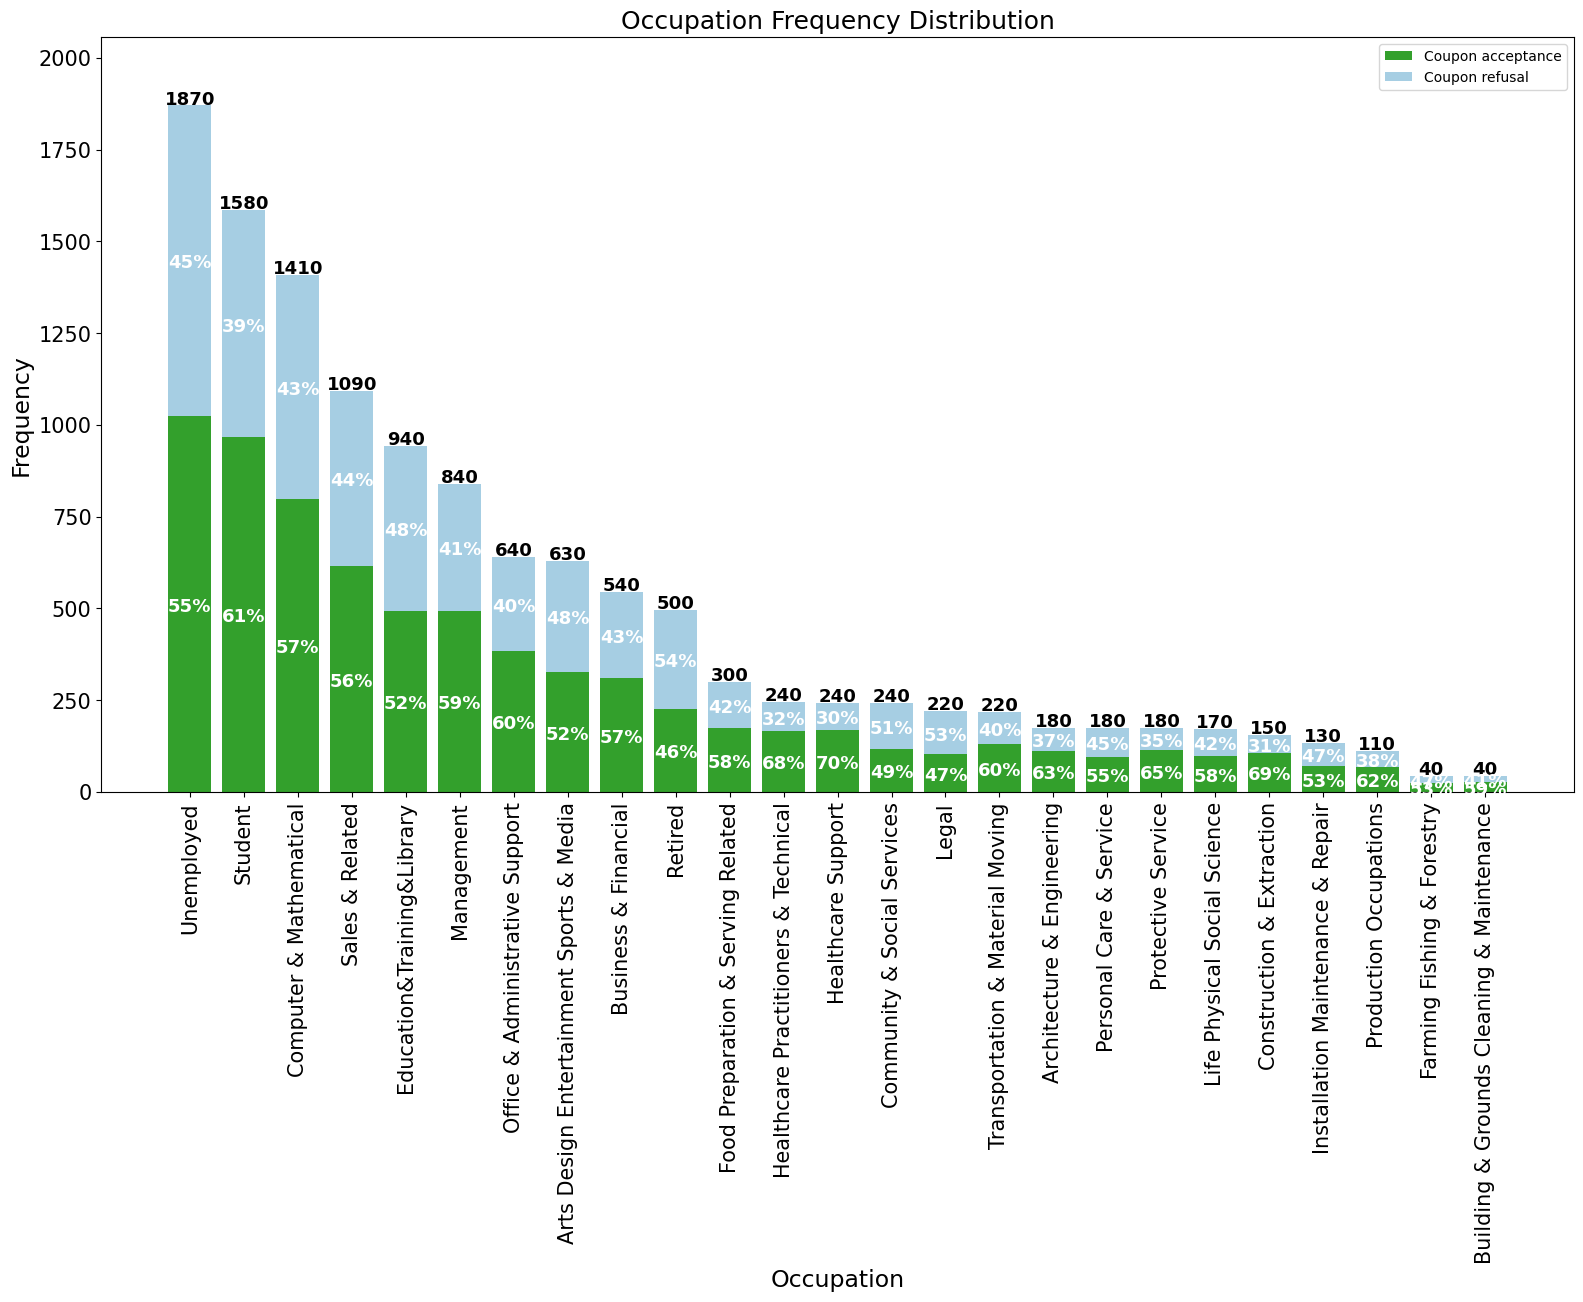 Occupation Frequency Distribution
Coupon acceptance
Coupon refusal
Frequency
2000
1750
1500
1250
1000
750
500
250
0
1870
1580
1410
1090
940
840
640
630
540
500
300
240
240
240
220
220
180
180
180
170
150
130
110
40
40
45%
39%
43%
44%
48%
41%
40%
48%
43%
54%
42%
32%
30%
51%
53%
40%
37%
45%
35%
42%
31%
47%
38%
47%
41%
55%
61%
57%
56%
52%
59%
60%
52%
57%
46%
58%
68%
70%
49%
47%
60%
63%
55%
65%
58%
69%
53%
62%
53%
59%
Unemployed
Student
Computer & Mathematical
Sales & Related
Education&Training&Library
Management
Office & Administrative Support
Arts Design Entertainment Sports & Media
Business & Financial
Retired
Food Preparation & Serving Related
Healthcare Practitioners & Technical
Healthcare Support
Community & Social Services
Legal
Transportation & Material Moving
Architecture & Engineering
Personal Care & Service
Protective Service
Life Physical Social Science
Construction & Extraction
Installation Maintenance & Repair
Production Occupations
Farming Fishing & Forestry
Building & Grounds Cleaning & Maintenance
Occupation